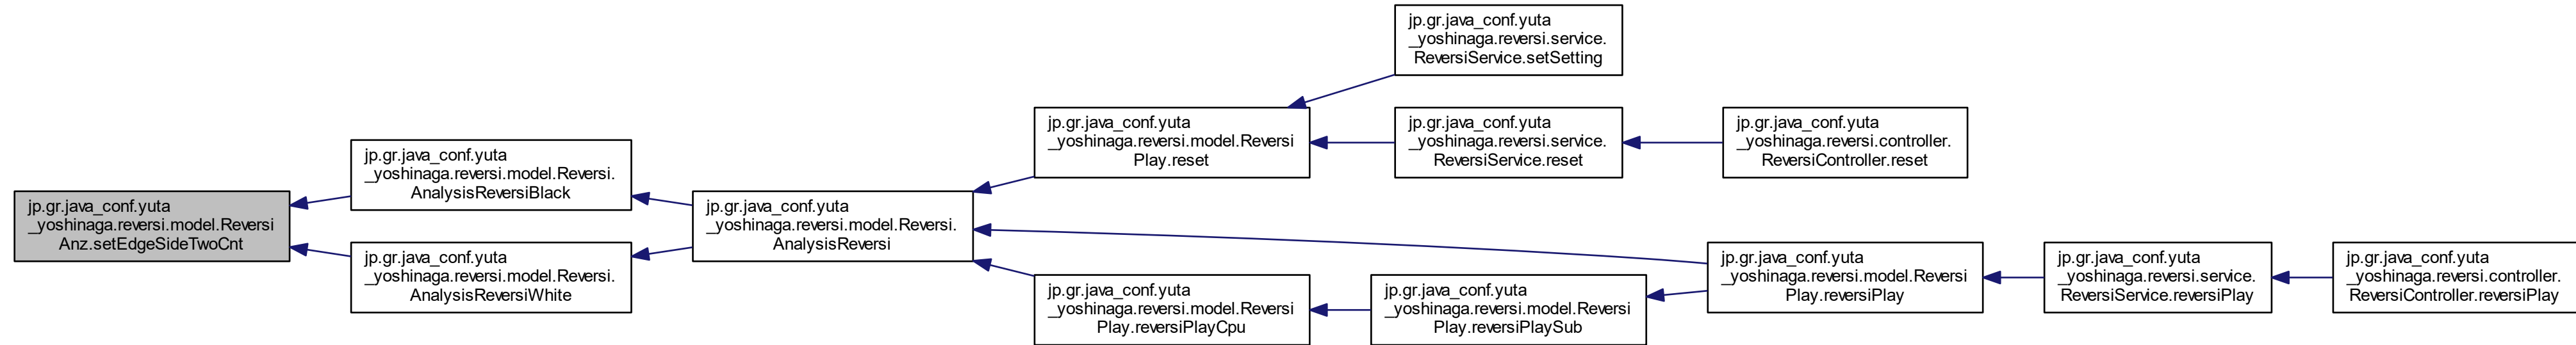 jp.gr.java_conf.yuta
_yoshinaga.reversi.model.Reversi
Anz.setEdgeSideTwoCnt
jp.gr.java_conf.yuta
_yoshinaga.reversi.model.Reversi.
AnalysisReversiBlack
jp.gr.java_conf.yuta
_yoshinaga.reversi.model.Reversi.
AnalysisReversiWhite
jp.gr.java_conf.yuta
_yoshinaga.reversi.model.Reversi.
AnalysisReversi
jp.gr.java_conf.yuta
_yoshinaga.reversi.model.Reversi
Play.reset
jp.gr.java_conf.yuta
_yoshinaga.reversi.service.
ReversiService.setSetting
jp.gr.java_conf.yuta
_yoshinaga.reversi.service.
ReversiService.reset
jp.gr.java_conf.yuta
_yoshinaga.reversi.controller.
ReversiController.reset
jp.gr.java_conf.yuta
_yoshinaga.reversi.model.Reversi
Play.reversiPlayCpu
jp.gr.java_conf.yuta
_yoshinaga.reversi.model.Reversi
Play.reversiPlaySub
jp.gr.java_conf.yuta
_yoshinaga.reversi.model.Reversi
Play.reversiPlay
jp.gr.java_conf.yuta
_yoshinaga.reversi.service.
ReversiService.reversiPlay
jp.gr.java_conf.yuta
_yoshinaga.reversi.controller.
ReversiController.reversiPlay